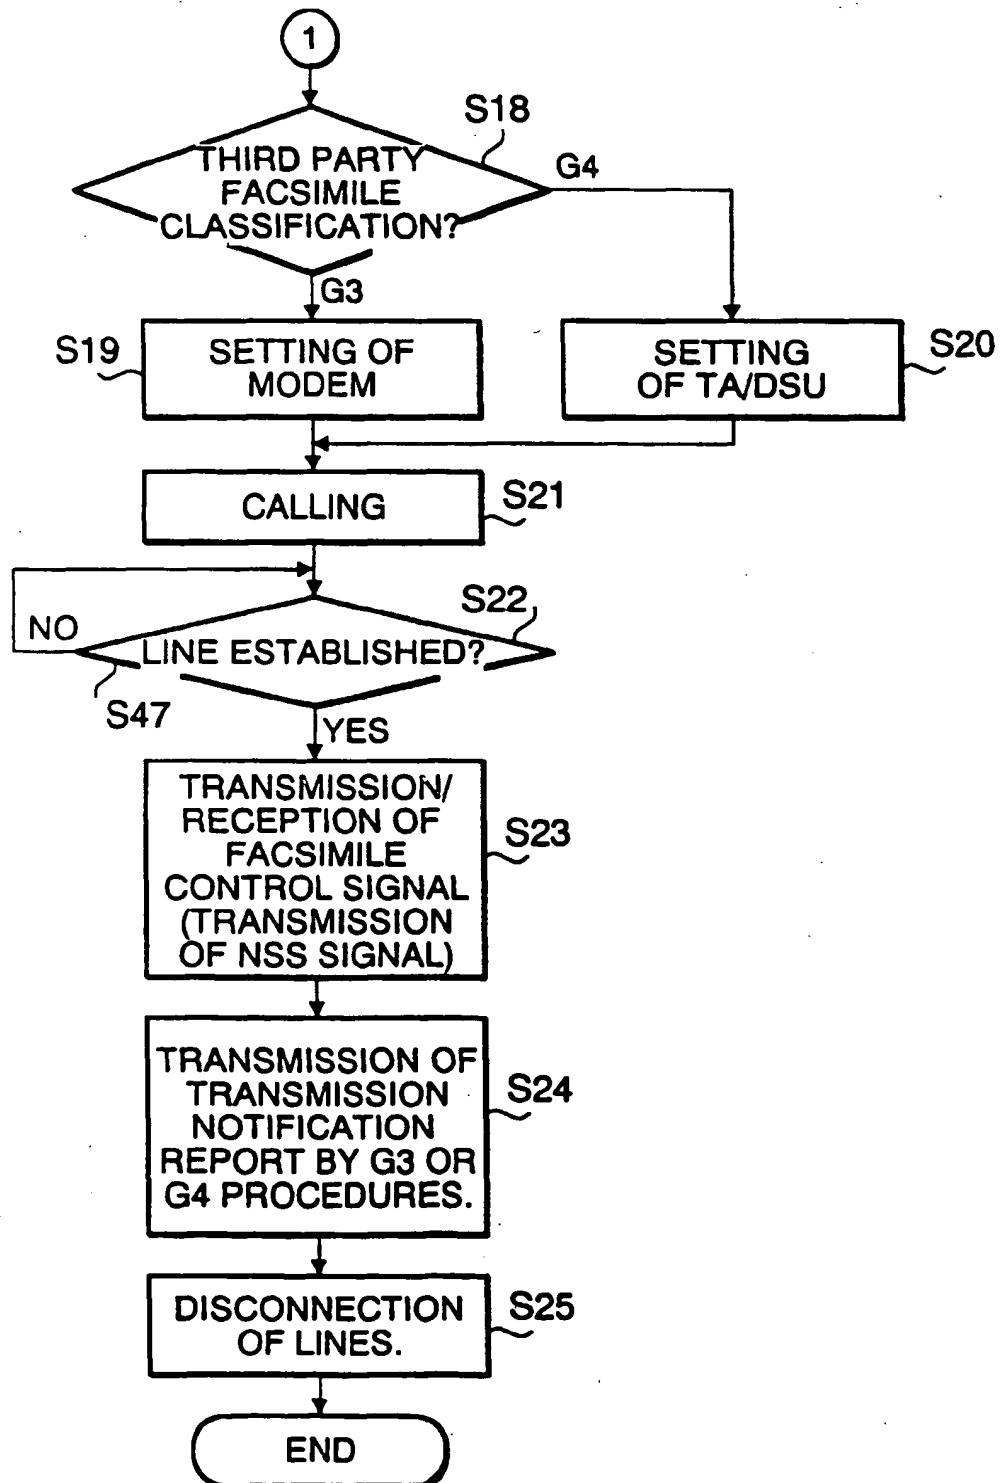 1
S18
THIRD PARTY
FACSIMILE
CLASSIFICATION?
G4
G3
S19
SETTING OF
MODEM
SETTING
OF TA/DSU
S20
CALLING
S21
S22
NO
LINE ESTABLISHED?
S47
YES
TRANSMISSION/
RECEPTION OF
FACSIMILE
CONTROL SIGNAL
(TRANSMISSION
OF NSS SIGNAL)
S23
TRANSMISSION OF
TRANSMISSION
NOTIFICATION
REPORT BY G3 OR
G4 PROCEDURES.
S24
DISCONNECTION
OF LINES.
S25
END